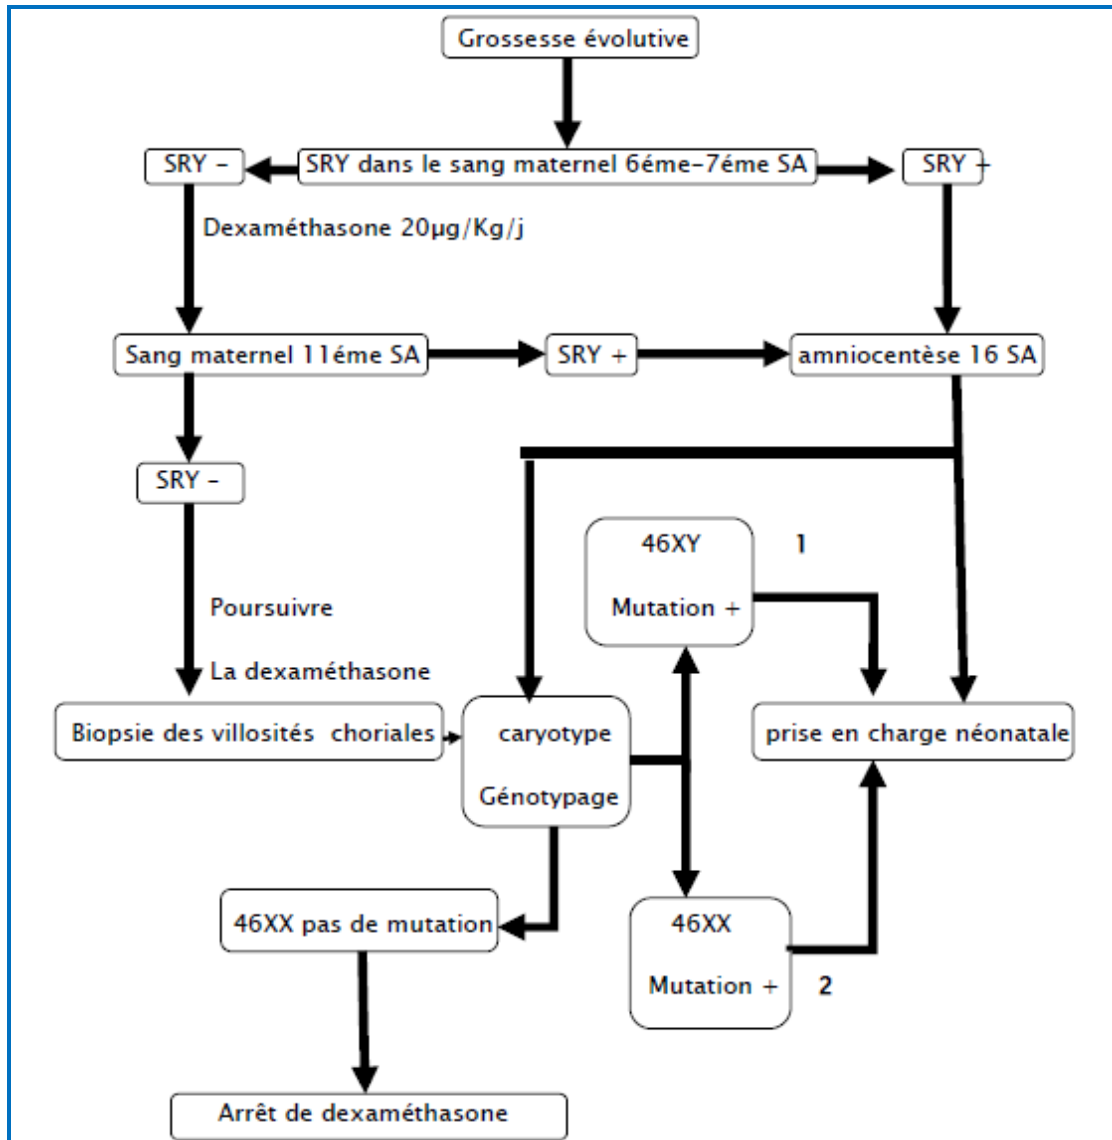 Grossesse évolutive
SRY -
SRY dans le sang maternel 6éme-7éme SA
SRY +
Dexaméthasone 20µg/Kg/j
Sang maternel 11éme SA
SRY +
amniocentèse 16 SA
SRY -
46XY
1
Mutation +
Poursuivre
La dexaméthasone
Biopsie des villosités choriales
caryotype
Génotypage
prise en charge néonatale
46XX pas de mutation
46XX
Mutation +
2
Arrêt de dexaméthasone